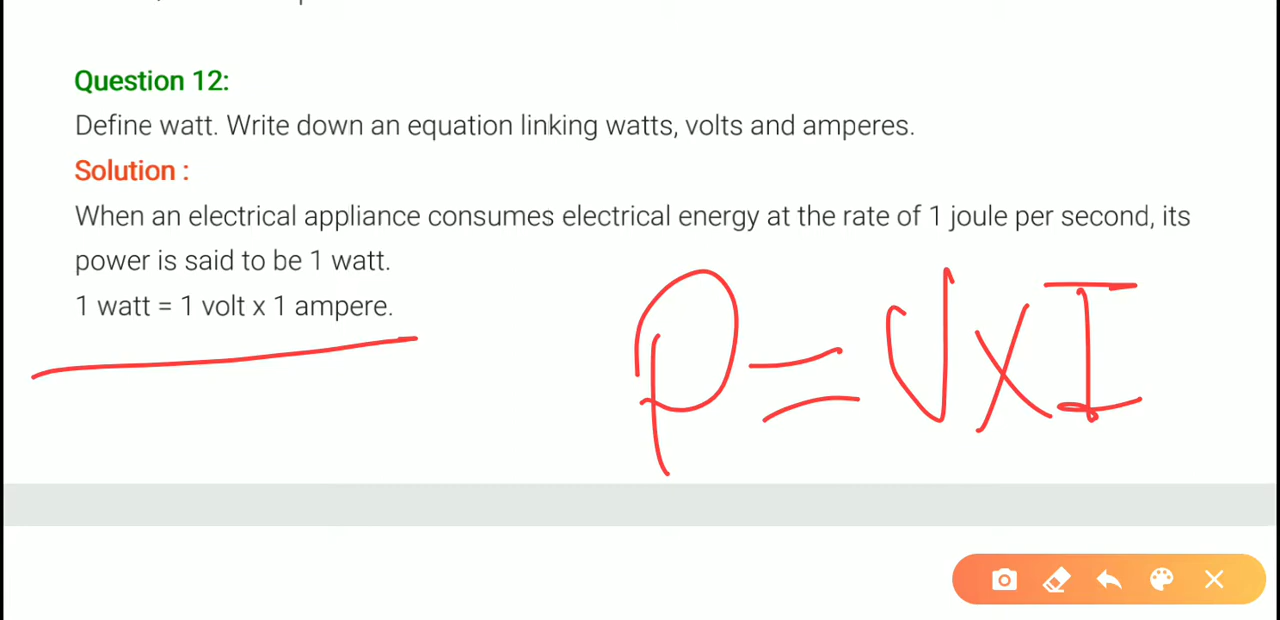 Question 12:
Define watt. Write down an equation linking watts, volts and amperes.
Solution :
When an electrical appliance consumes electrical energy at the rate of 1 joule per second, its
power is said to be 1 watt.
1 watt = 1 volt x 1 ampere.
P = V x I